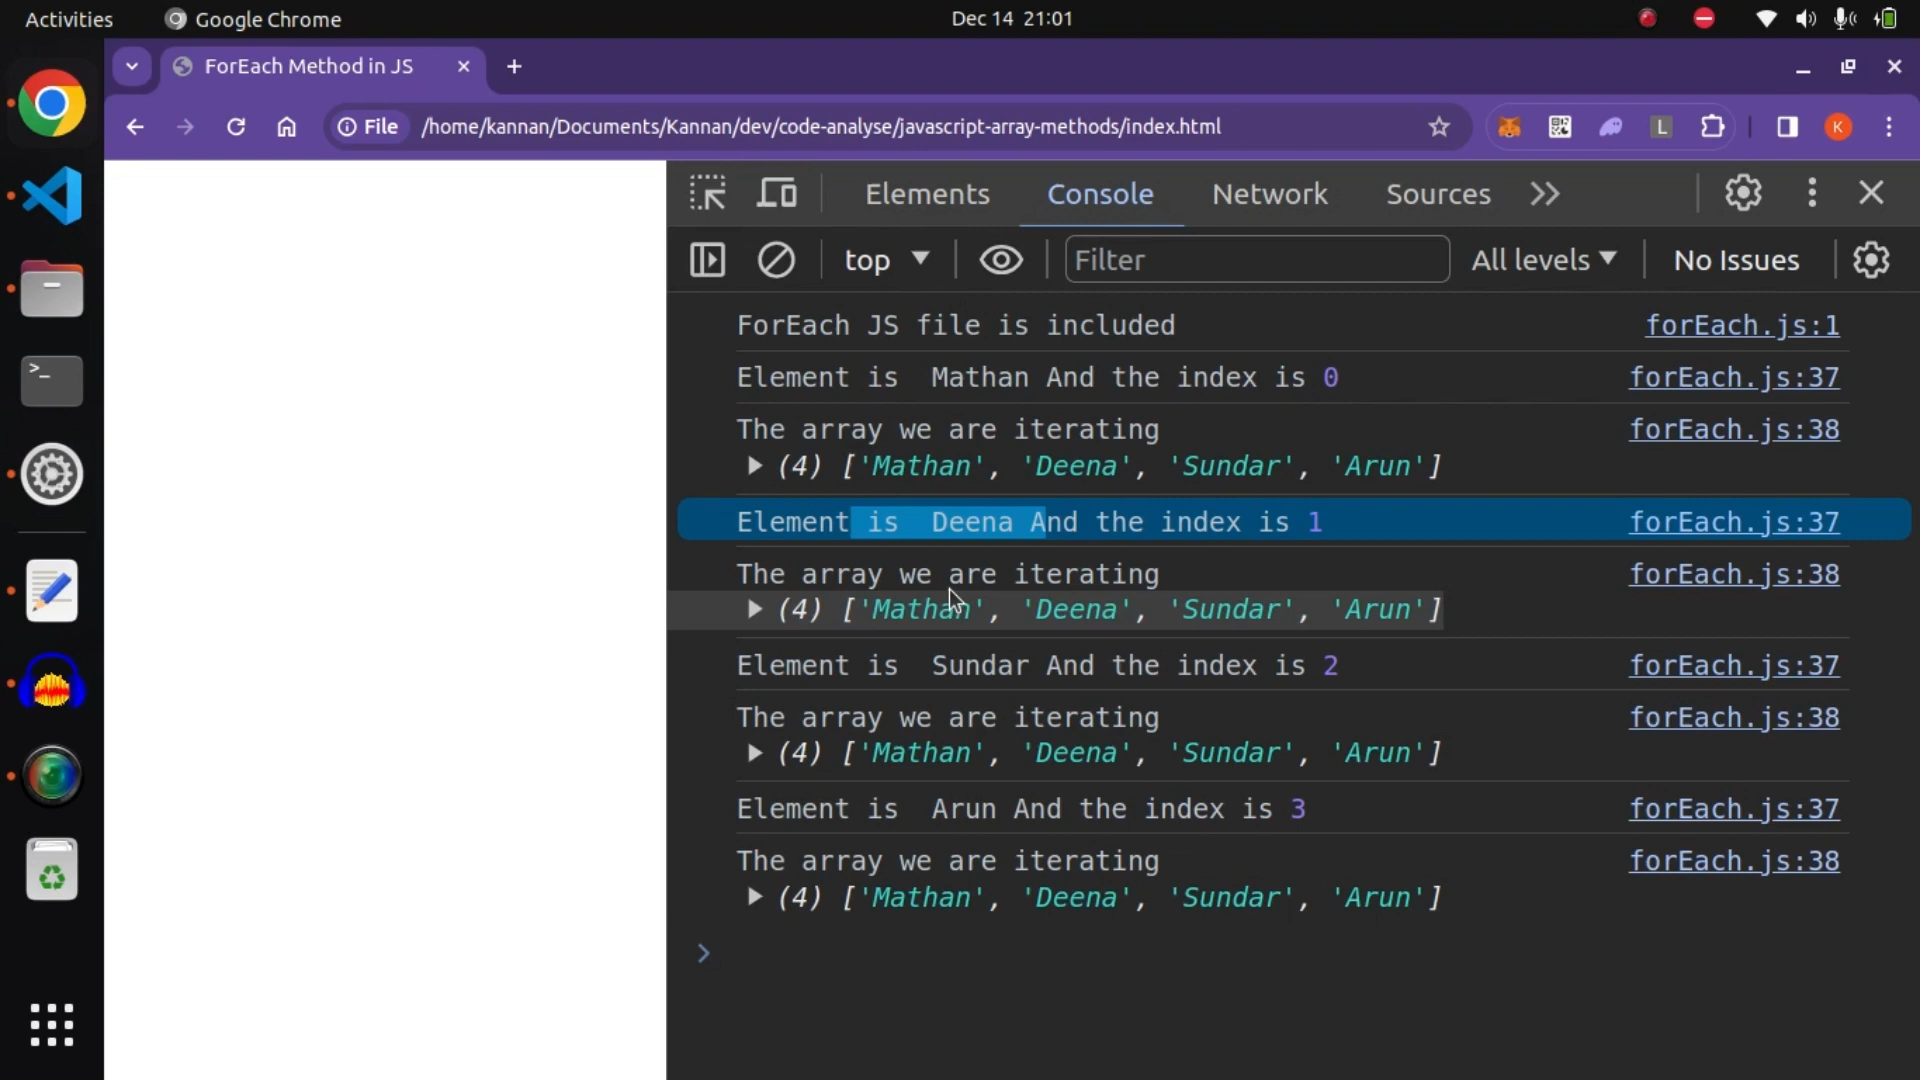 Activities Google Chrome Dec 14 21:01
ForEach Method in JS
File /home/kannan/Documents/Kannan/dev/code-analyse/javascript-array-methods/index.html L K
Elements Console Network Sources
top Filter All levels No Issues
ForEach JS file is included forEach.js:1
Element is  Mathan And the index is 0 forEach.js:37
The array we are iterating forEach.js:38
(4) ['Mathan', 'Deena', 'Sundar', 'Arun']
Element is  Deena And the index is 1 forEach.js:37
The array we are iterating forEach.js:38
(4) ['Mathan', 'Deena', 'Sundar', 'Arun']
Element is  Sundar And the index is 2 forEach.js:37
The array we are iterating forEach.js:38
(4) ['Mathan', 'Deena', 'Sundar', 'Arun']
Element is  Arun And the index is 3 forEach.js:37
The array we are iterating forEach.js:38
(4) ['Mathan', 'Deena', 'Sundar', 'Arun']